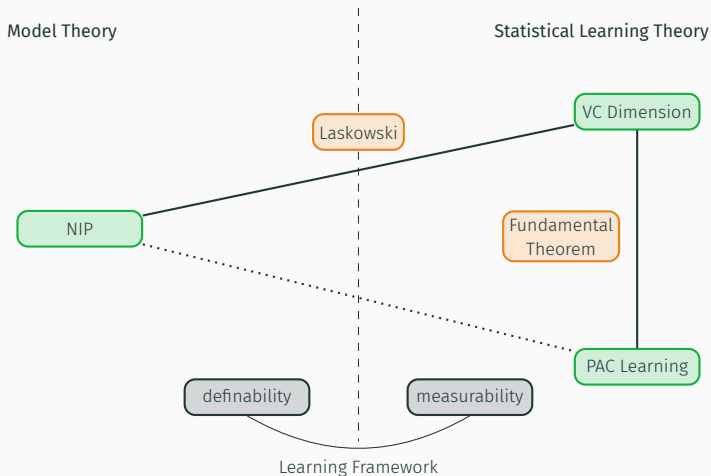 Model Theory
Statistical Learning Theory
VC Dimension
Laskowski
NIP
Fundamental
Theorem
PAC Learning
definability
measurability
Learning Framework